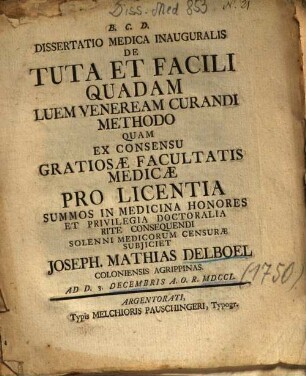 Diss. Med 853 N. 31
B. C. D.
DISSERTATIO MEDICA INAUGURALIS
DE
TUTA ET FACILI
QUADAM
LUEM VENEREAM CURANDI
METHODO
QUAM
EX CONSENSU
GRATIOSÆ FACULTATIS
MEDICÆ
PRO LICENTIA
SUMMOS IN MEDICINA HONORES
ET PRIVILEGIA DOCTORALIA
RITE CONSEQUENDI
SOLENNI MEDICORUM CENSURÆ
SUBJICIET
JOSEPH. MATHIAS DELBOEL
COLONIENSIS AGRIPPINAS.
AD D. 3. DECEMBRIS A. O. R. MDCCL.
(1750)
ARGENTORATI,
Typis MELCHIORIS PAUSCHINGERI, Typogr.